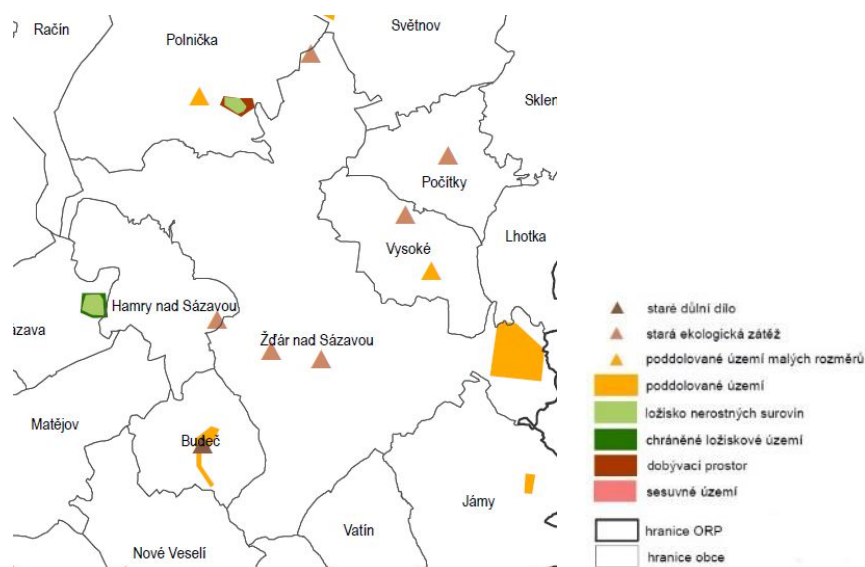 Račín
Polnička
Světnov
Sklen
Počítky
Vysoké
Lhotka
Hamry nad Sázavou
azava
Žďár nad Sázavou
Matějov
Budeč
Jámy
Vatín
Nové Veselí
staré důlní dílo
stará ekologická zátěž
poddolované území malých rozměrů
poddolované území
ložisko nerostných surovin
chráněné ložiskové území
dobývací prostor
sesuvné území
hranice ORP
hranice obce